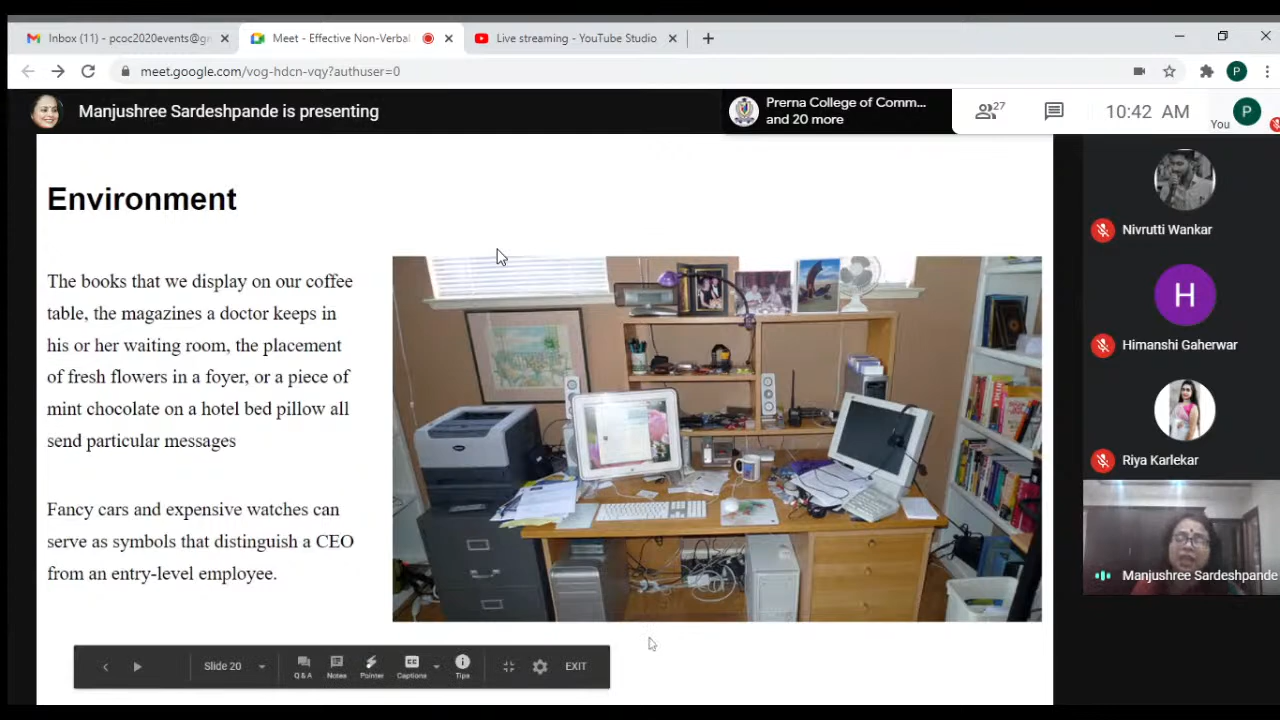 Inbox (11) - pcoc2020events@gn
Meet - Effective Non-Verbal
Live streaming - YouTube Studio
meet.google.com/vog-hdcn-vqy?authuser=0
P
Manjushree Sardeshpande is presenting
Prerna College of Comm...
and 20 more
27
10:42 AM
You
P
Environment
The books that we display on our coffee
table, the magazines a doctor keeps in
his or her waiting room, the placement
of fresh flowers in a foyer, or a piece of
mint chocolate on a hotel bed pillow all
send particular messages
Fancy cars and expensive watches can
serve as symbols that distinguish a CEO
from an entry-level employee.
Nivrutti Wankar
H
Himanshi Gaherwar
Riya Karlekar
Manjushree Sardeshpande
Slide 20
Q & A
Notes
Pointer
CC
Captions
Tips
EXIT